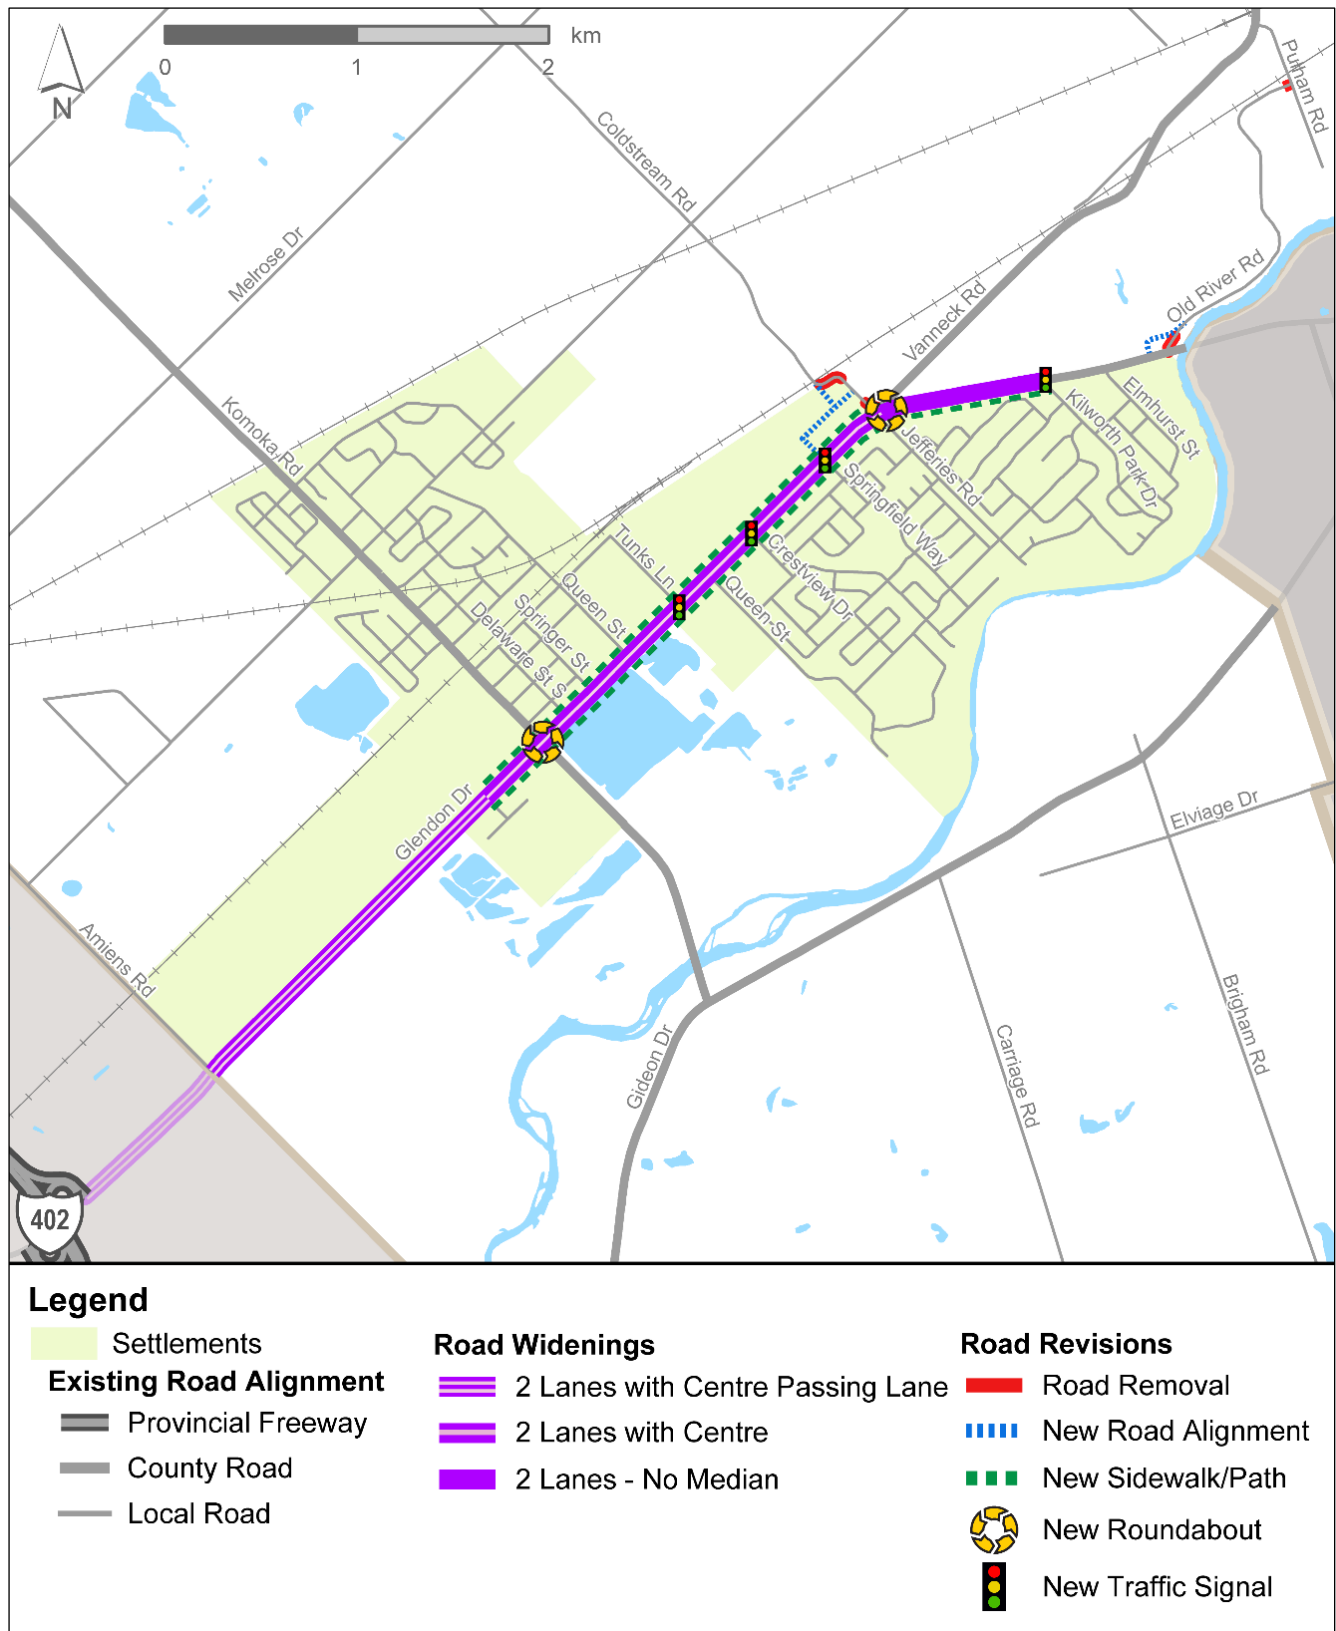 km
0 1 2
N
Putnam Rd
Coldstream Rd
Melrose Dr
Old River Rd
Vanneck Rd
Komoka Rd
Elmhurst St
Kilworth Park Dr
Jefferies Rd
Springfield Way
Tunks Ln
Crestview Dr
Queen St
Queen St
Springer St
Delaware St S
Glendon Dr
Elviage Dr
Amiens Rd
Brigham Rd
Carriage Rd
Gideon Dr
402
Legend
Settlements
Existing Road Alignment
Provincial Freeway
County Road
Local Road
Road Widenings
2 Lanes with Centre Passing Lane
2 Lanes with Centre
2 Lanes - No Median
Road Revisions
Road Removal
New Road Alignment
New Sidewalk/Path
New Roundabout
New Traffic Signal